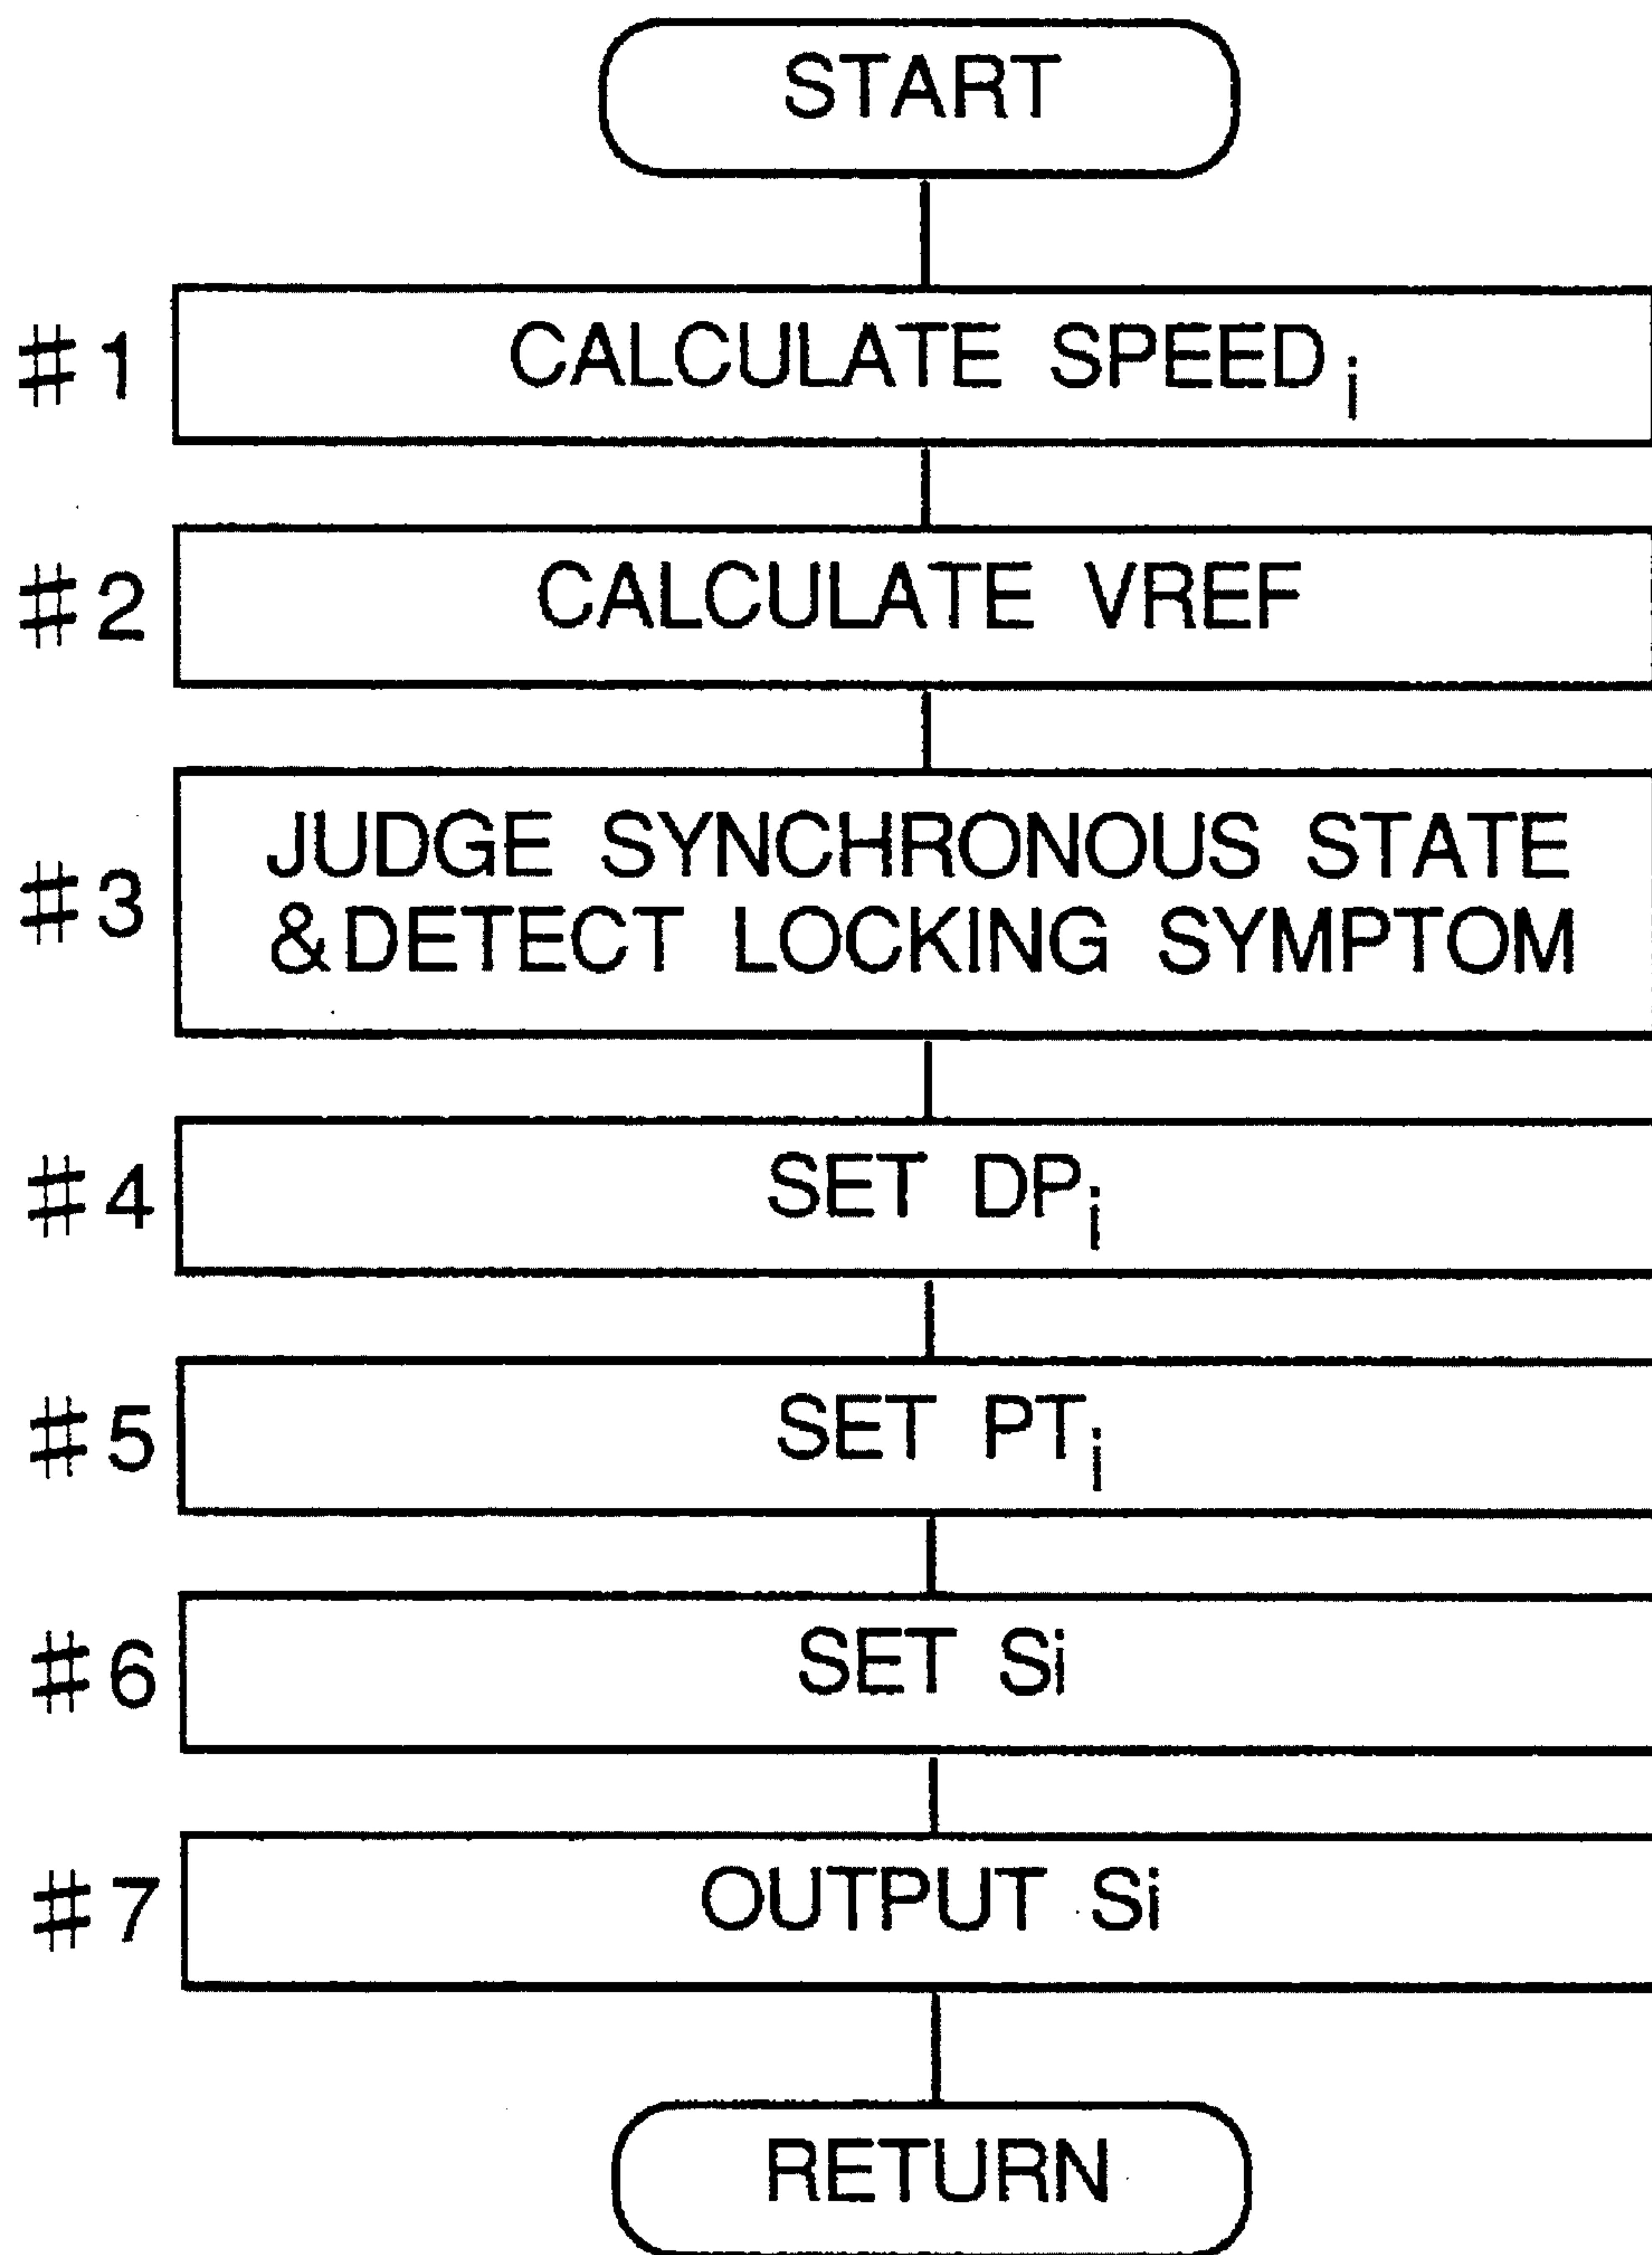 START
#1 CALCULATE SPEEDi
#2 CALCULATE VREF
#3 JUDGE SYNCHRONOUS STATE
&DETECT LOCKING SYMPTOM
#4 SET DPi
#5 SET PTi
#6 SET Si
#7 OUTPUT Si
RETURN